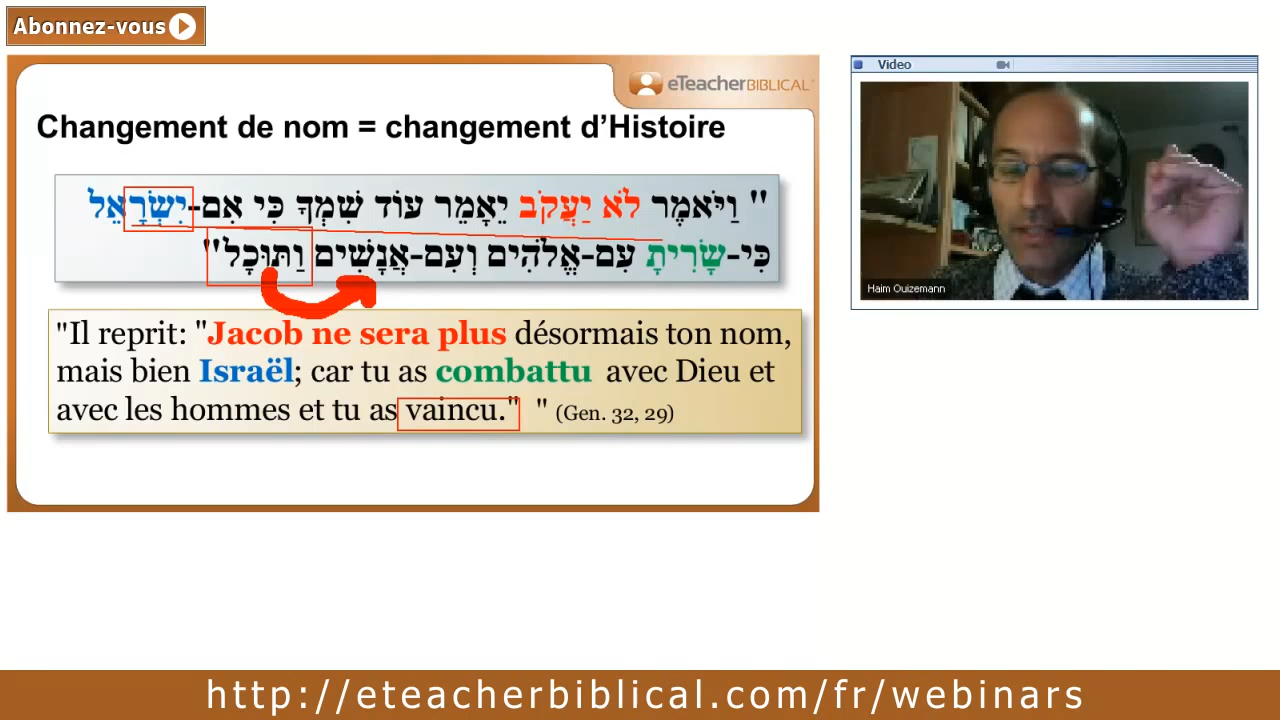 Abonnez-vous
eTeacherBIBLICAL
Changement de nom = changement d’Histoire
" וַיֹּאמֶר לֹא יַעֲקֹב יֵאָמֵר עוֹד שִׁמְךָ כִּי אִם-יִשְׂרָאֵל
כִּי-שָׂרִיתָ עִם-אֱלֹהִים וְעִם-אֲנָשִׁים וַתּוּכָל"
"Il reprit: "Jacob ne sera plus désormais ton nom,
mais bien Israël; car tu as combattu avec Dieu et
avec les hommes et tu as vaincu." " (Gen. 32, 29)
Video
Haim Ouizemann
http://eteacherbiblical.com/fr/webinars